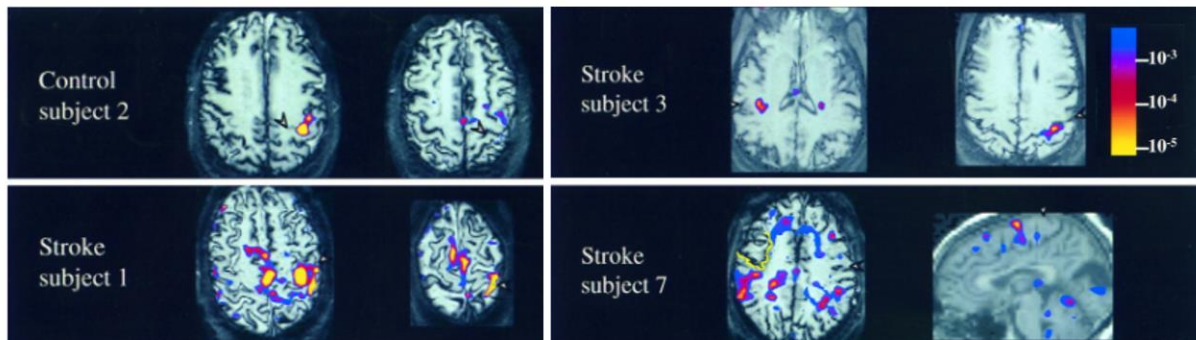 Control
subject 2
Stroke
subject 3
10-3
10-4
10-5
Stroke
subject 1
Stroke
subject 7